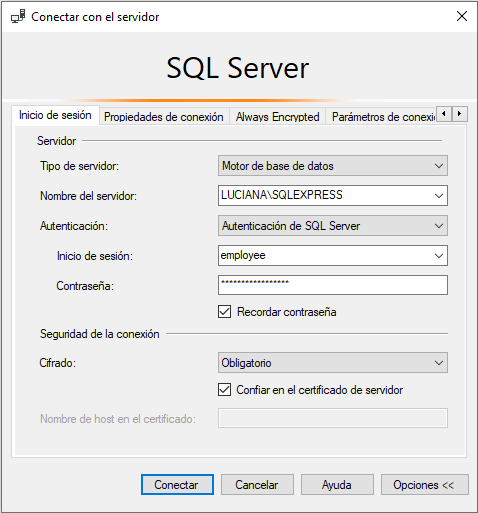 Conectar con el servidor
SQL Server
Inicio de sesión Propiedades de conexión Always Encrypted Parámetros de conexi
Servidor
Tipo de servidor: Motor de base de datos
Nombre del servidor: LUCIANA\SQLEXPRESS
Autenticación: Autenticación de SQL Server
Inicio de sesión: employee
Contraseña: *****************
Recordar contraseña
Seguridad de la conexión
Cifrado: Obligatorio
Confiar en el certificado de servidor
Nombre de host en el certificado:
Conectar Cancelar Ayuda Opciones <<